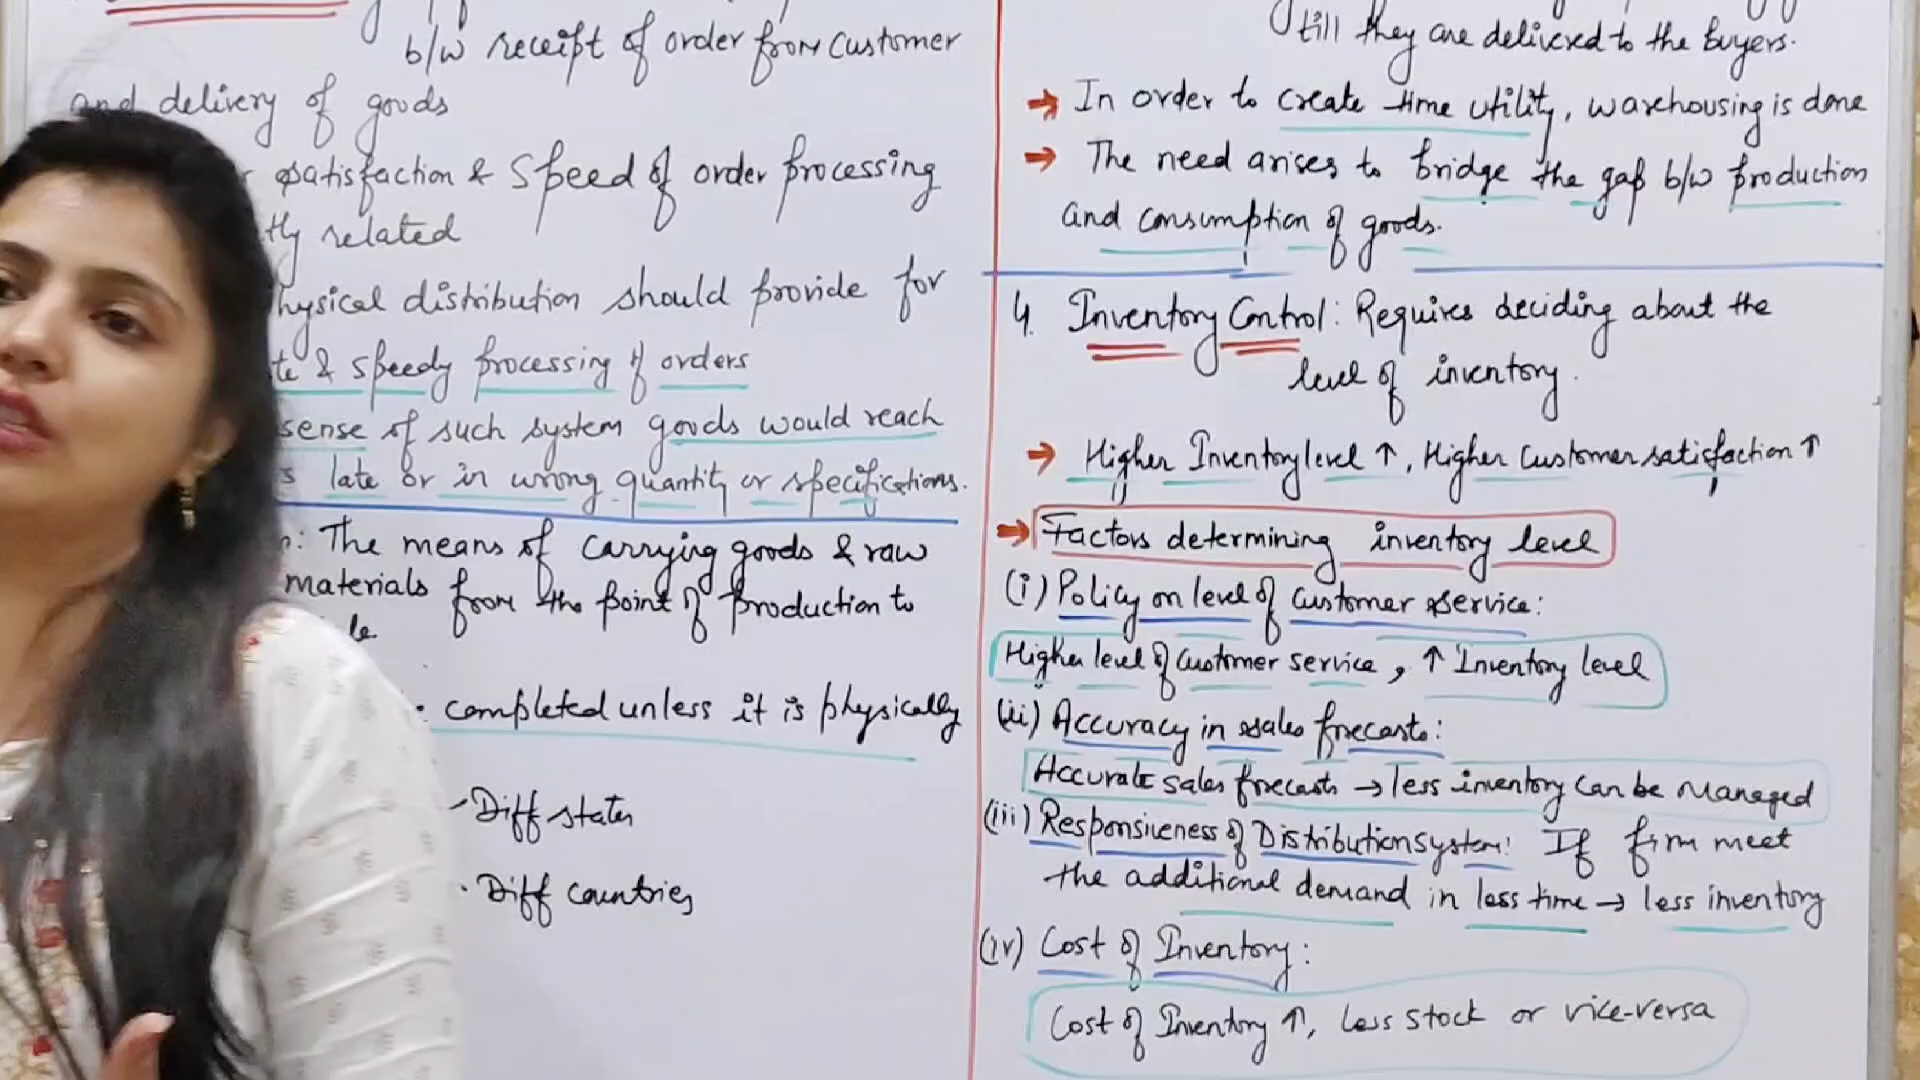 b/w receipt of order from customer
and delivery of goods
satisfaction & Speed of order processing
related
physical distribution should provide for
& speedy processing of orders
sense of such system goods would reach
late or in wrong quantity or specifications.
: The means of carrying goods & raw
materials from the point of production to
completed unless it is physically
- Diff states
- Diff countries
till they are delivered to the buyers.
→ In order to create time utility, warehousing is done
→ The need arises to bridge the gap b/w production
and consumption of goods.
4. Inventory Control: Requires deciding about the
level of inventory.
→ Higher Inventory level ↑, Higher customer satisfaction ↑
→ Factors determining inventory level
(i) Policy on level of customer service:
Higher level of customer service, ↑ Inventory level
(ii) Accuracy in sales forecasts:
Accurate sales forecasts → less inventory can be managed
(iii) Responsiveness of Distribution system: If firm meet
the additional demand in less time → less inventory
(iv) Cost of Inventory:
Cost of Inventory ↑, less stock or vice-versa